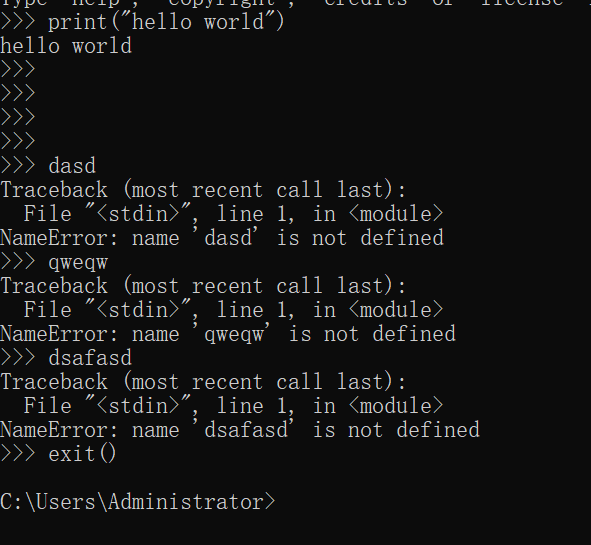 Type "help", "copyright", "credits" or "license"
>>> print("hello world")
hello world
>>>
>>>
>>>
>>>
>>> dasd
Traceback (most recent call last):
  File "<stdin>", line 1, in <module>
NameError: name 'dasd' is not defined
>>> qweqw
Traceback (most recent call last):
  File "<stdin>", line 1, in <module>
NameError: name 'qweqw' is not defined
>>> dsafasd
Traceback (most recent call last):
  File "<stdin>", line 1, in <module>
NameError: name 'dsafasd' is not defined
>>> exit()
C:\Users\Administrator>